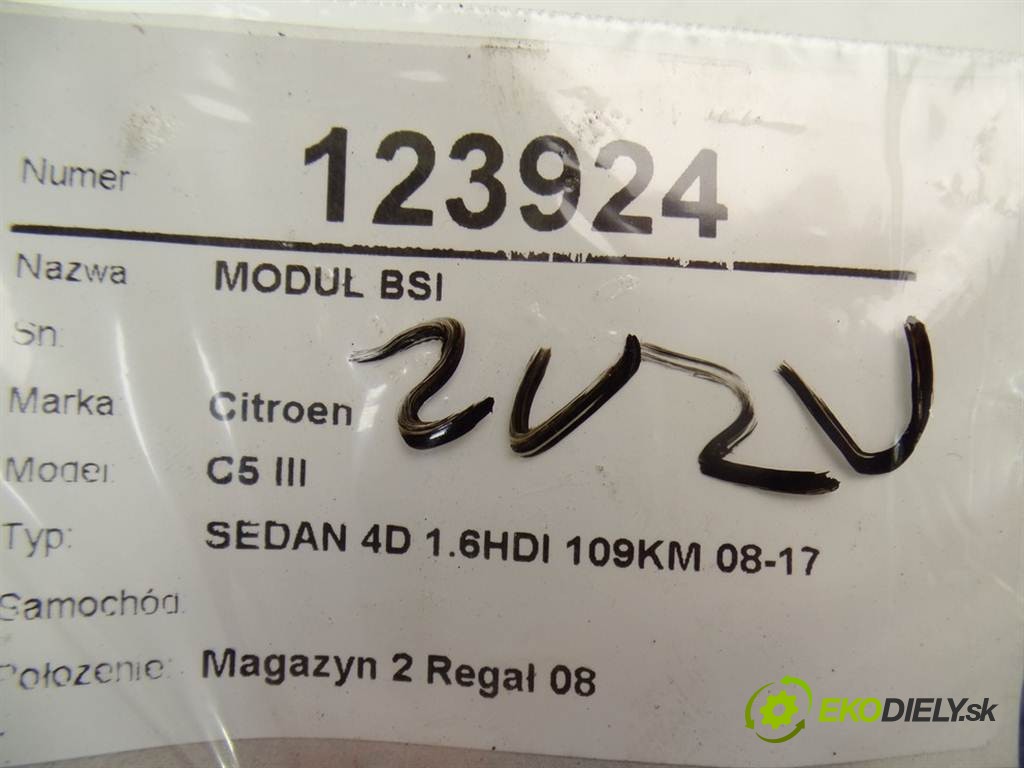 Numer 123924
Nazwa MODUŁ BSI
Sn:
2020
Marka Citroen
Model: C5 III
Typ: SEDAN 4D 1.6HDI 109KM 08-17
Samochód:
Położenie: Magazyn 2 Regał 08
EKODIELY.sk